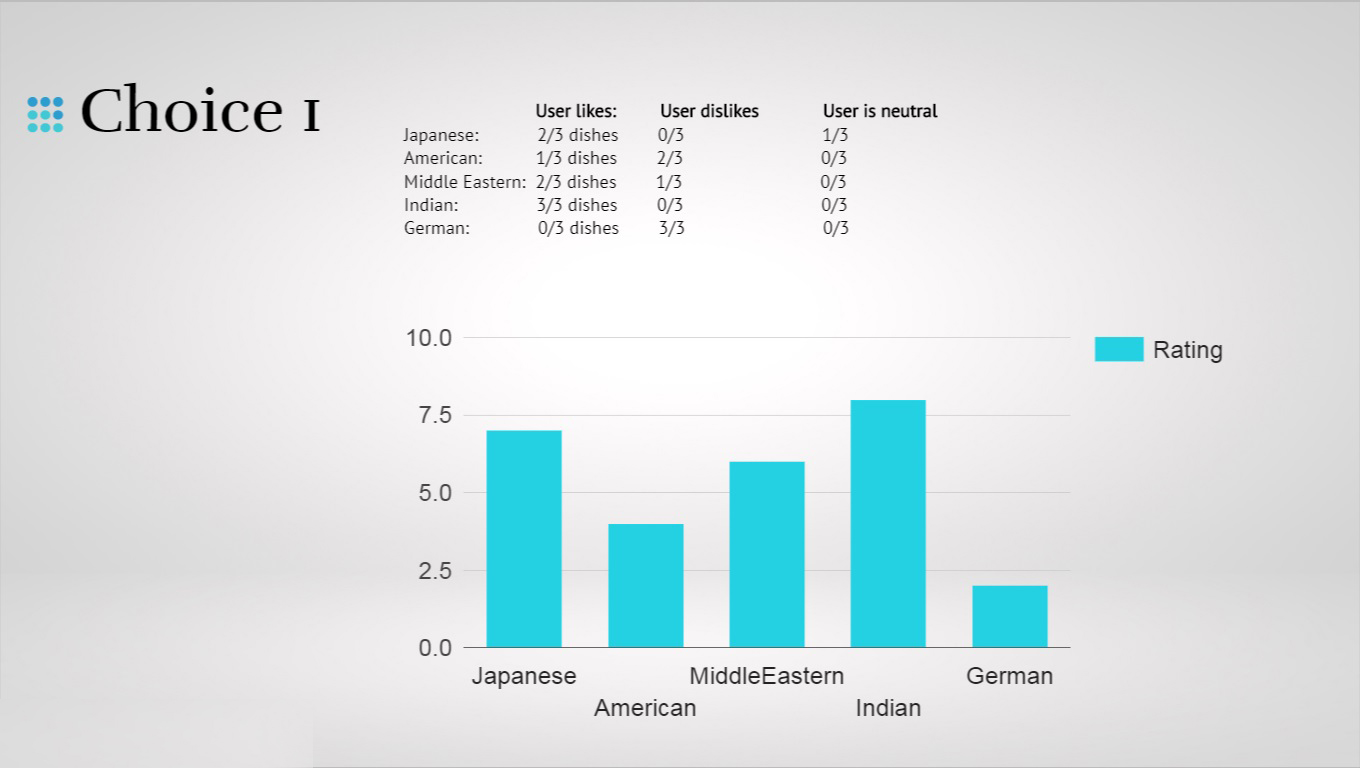 Choice 1
User likes: User dislikes User is neutral
Japanese: 2/3 dishes 0/3 1/3
American: 1/3 dishes 2/3 0/3
Middle Eastern: 2/3 dishes 1/3 0/3
Indian: 3/3 dishes 0/3 0/3
German: 0/3 dishes 3/3 0/3
10.0
Rating
7.5
5.0
2.5
0.0
Japanese MiddleEastern German
American Indian